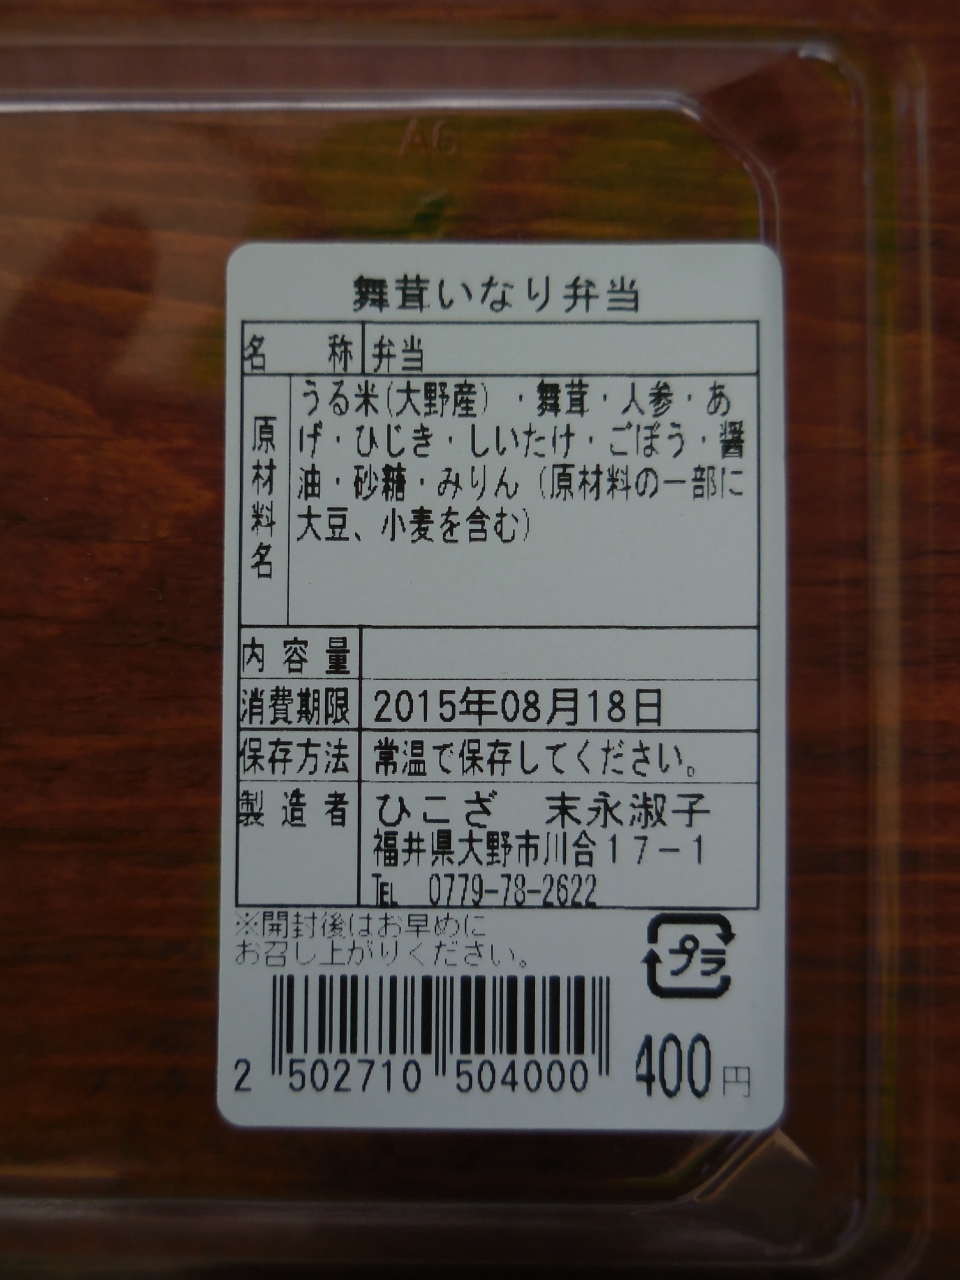 A6
舞茸いなり弁当
名称 弁当
原材料名 うる米(大野産)・舞茸・人参・あ
げ・ひじき・しいたけ・ごぼう・醤
油・砂糖・みりん(原材料の一部に
大豆、小麦を含む)
内容量
消費期限 2015年08月18日
保存方法 常温で保存してください。
製造者 ひこざ 末永淑子
福井県大野市川合17-1
TEL 0779-78-2622
※開封後はお早めに
お召し上がりください。
プラ
2 502710 504000
400円